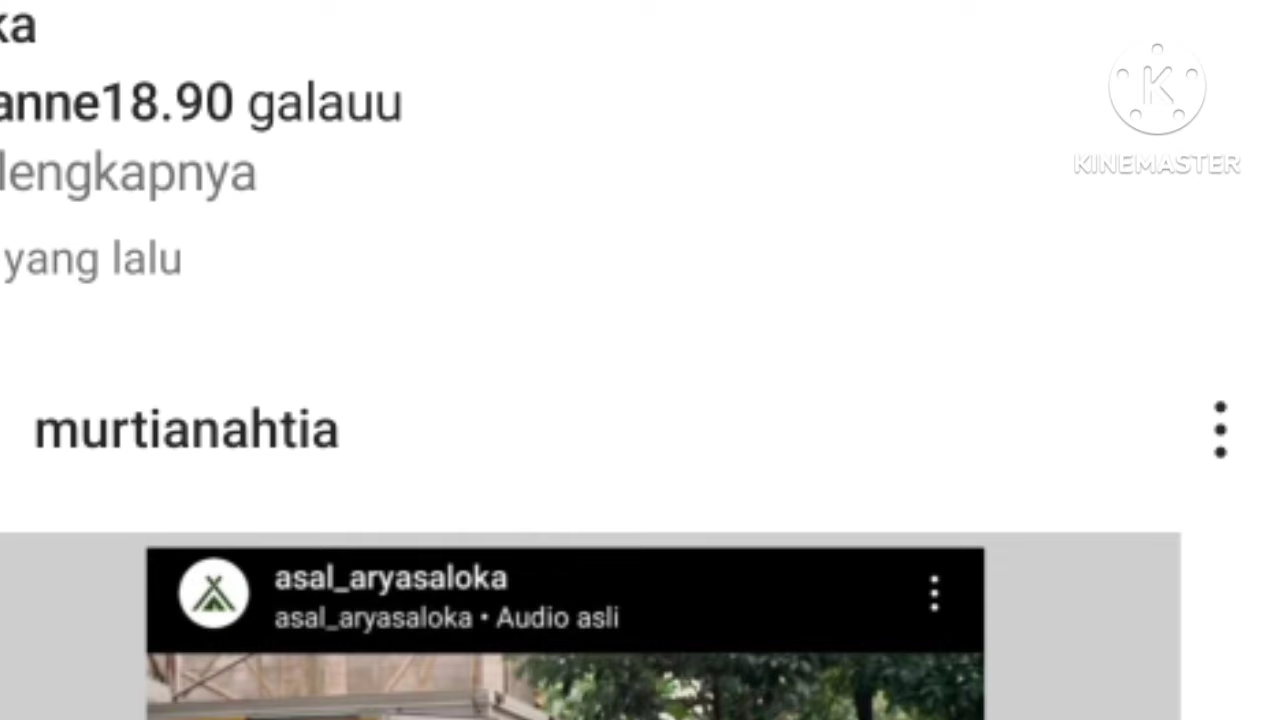 ka
anne18.90 galauu
lengkapnya
yang lalu
murtianahtia
asal_aryasaloka
asal_aryasaloka • Audio asli
K
KINEMASTER